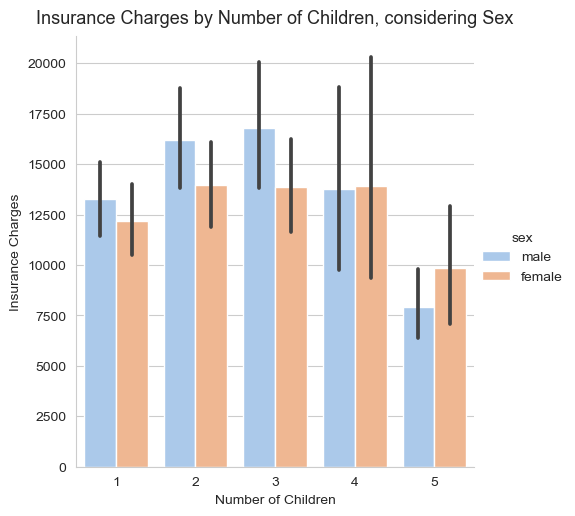 Insurance Charges by Number of Children, considering Sex
20000
17500
15000
12500
10000
7500
5000
2500
0
Insurance Charges
1 2 3 4 5
Number of Children
sex
male
female